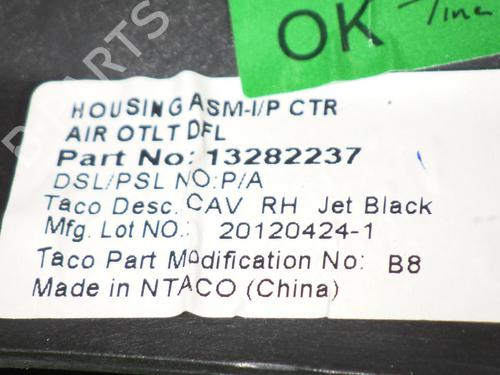 OK Tina
HOUSING ASM-I/P CTR
AIR OTLT DFL
Part No: 13282237
DSL/PSL NO:P/A
Taco Desc. CAV RH Jet Black
Mfg. Lot NO.: 20120424-1
Taco Part Modification No: B8
Made in NTACO (China)